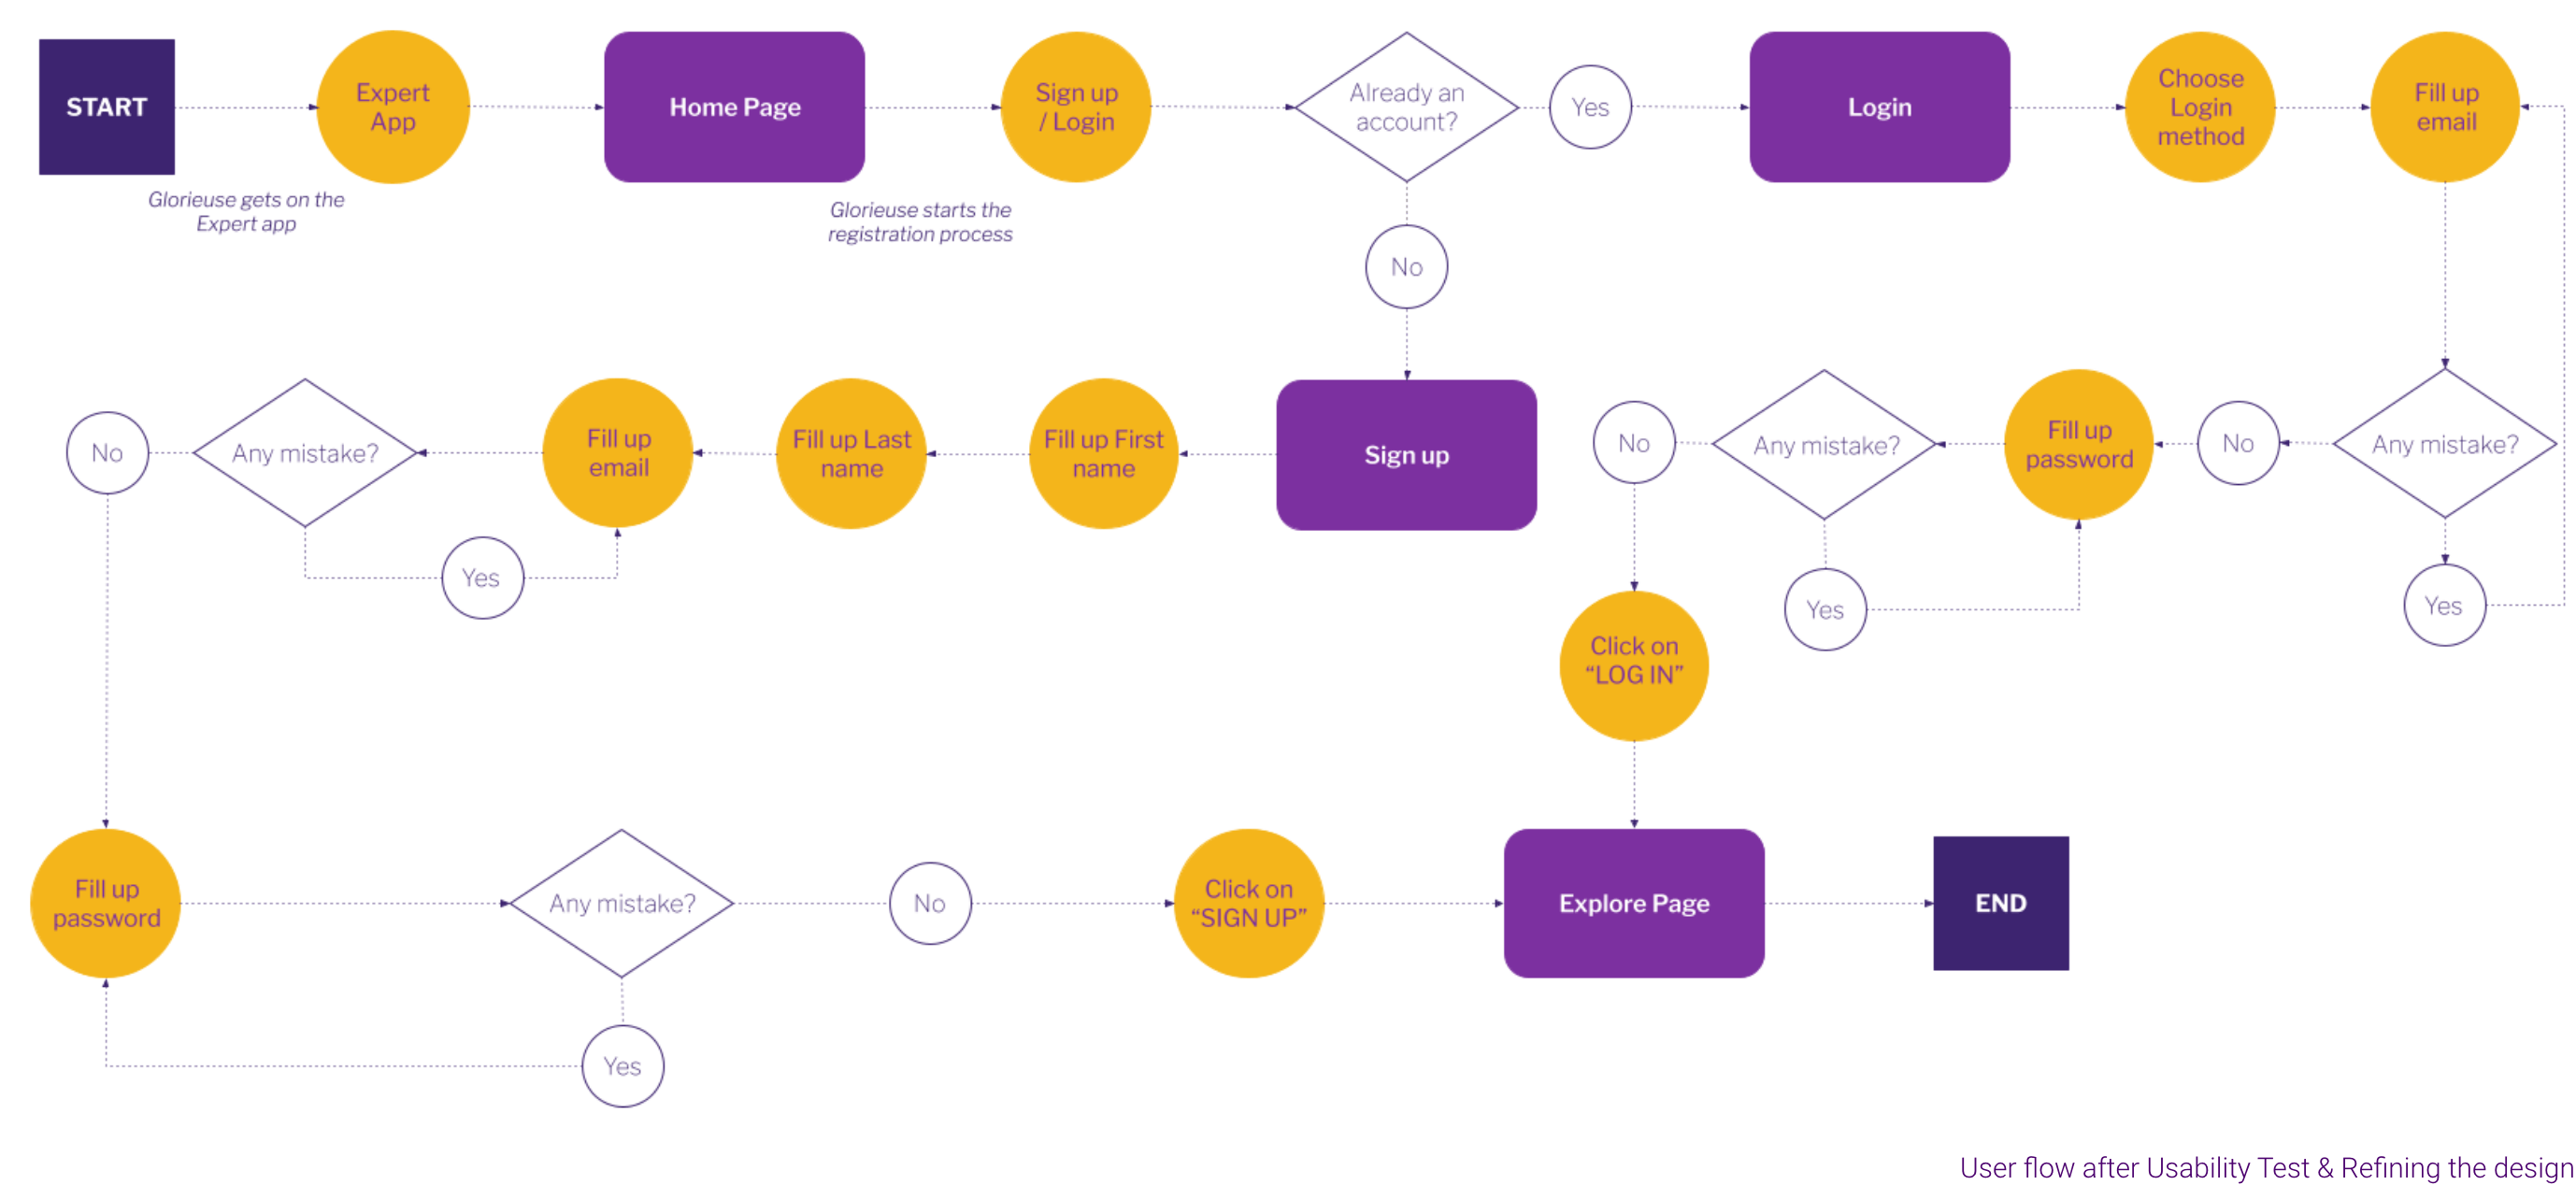 START
Expert
App
Home Page
Sign up
/ Login
Already an
account?
Yes
Login
Choose
Login
method
Fill up
email
Glorieuse gets on the
Expert app
Glorieuse starts the
registration process
No
No
Any mistake?
Fill up
email
Fill up Last
name
Fill up First
name
Sign up
No
Any mistake?
Fill up
password
No
Any mistake?
Yes
Yes
Yes
Click on
“LOG IN”
Fill up
password
Any mistake?
No
Click on
“SIGN UP”
Explore Page
END
Yes
User flow after Usability Test & Refining the design